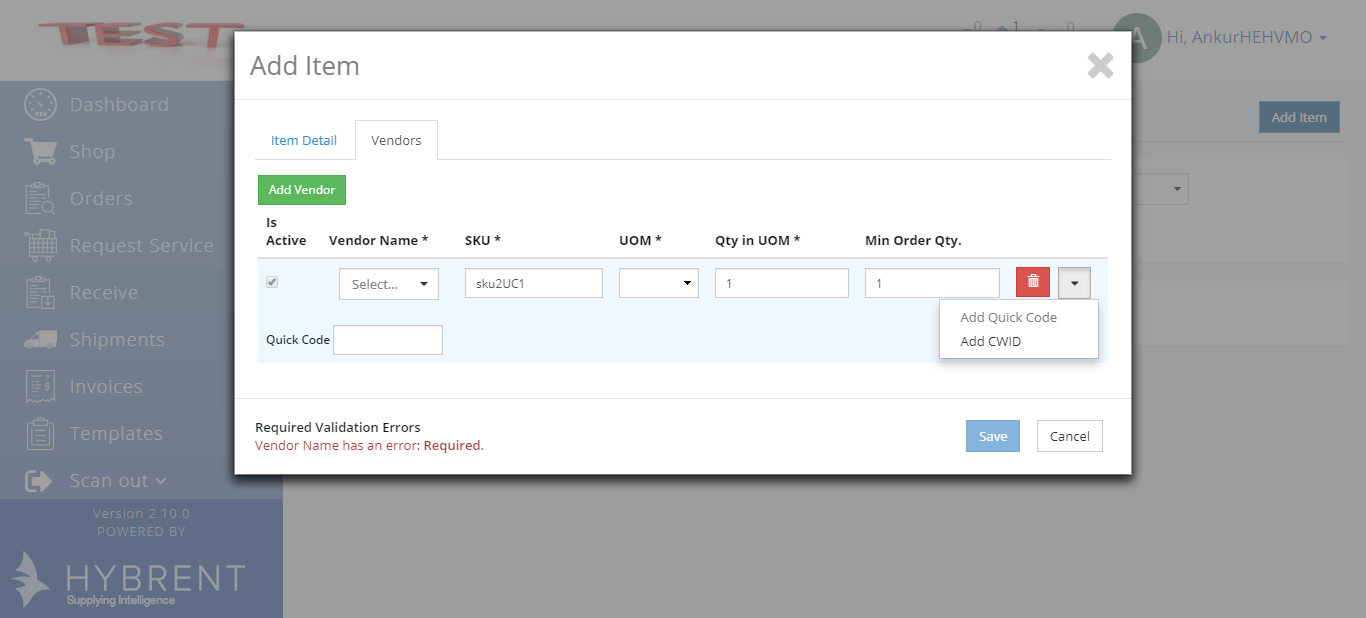 TEST
0
1
0
A
Hi, AnkurHEHVMO
Add Item
Dashboard
Shop
Orders
Request Service
Receive
Shipments
Invoices
Templates
Scan out
Version 2.10.0
POWERED BY
HYBRENT
Supplying Intelligence
Add Item
Item Detail
Vendors
Add Vendor
Is Active
Vendor Name *
SKU *
UOM *
Qty in UOM *
Min Order Qty.
Select...
sku2UC1
1
1
Add Quick Code
Add CWID
Quick Code
Required Validation Errors
Vendor Name has an error: Required.
Save
Cancel